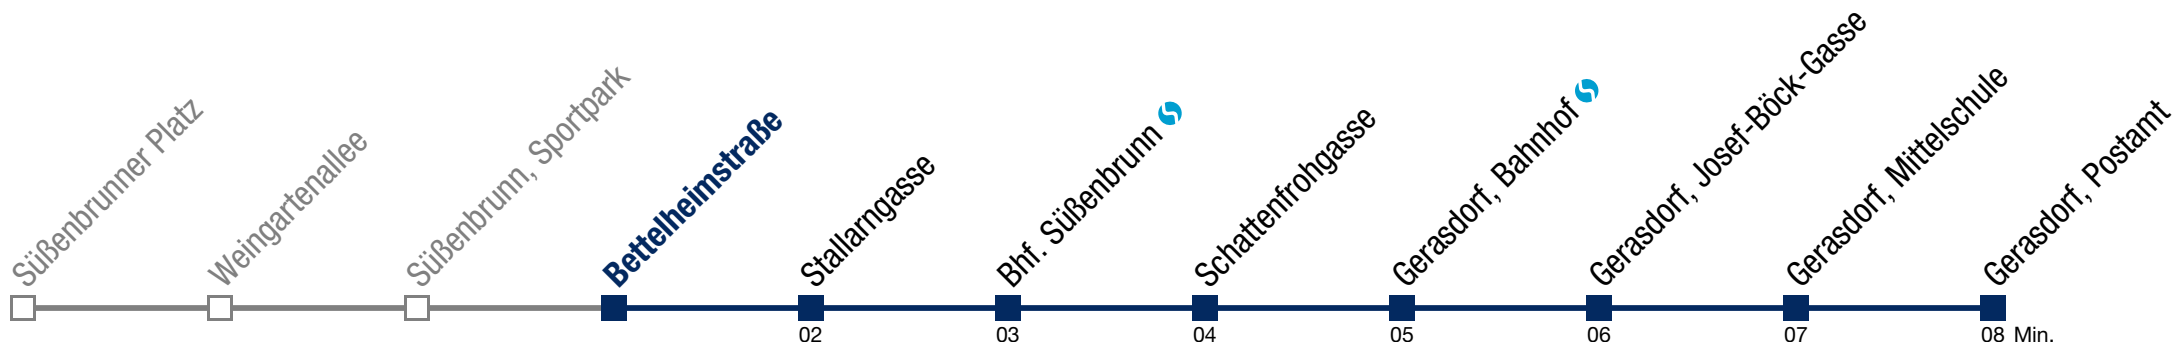 Süßenbrunner Platz
Weingartenallee
Süßenbrunn, Sportpark
Bettelheimstraße
Stallarngasse
Bhf. Süßenbrunn
Schattenfrohgasse
Gerasdorf, Bahnhof
Gerasdorf, Josef-Böck-Gasse
Gerasdorf, Mittelschule
Gerasdorf, Postamt
02 03 04 05 06 07 08 Min.